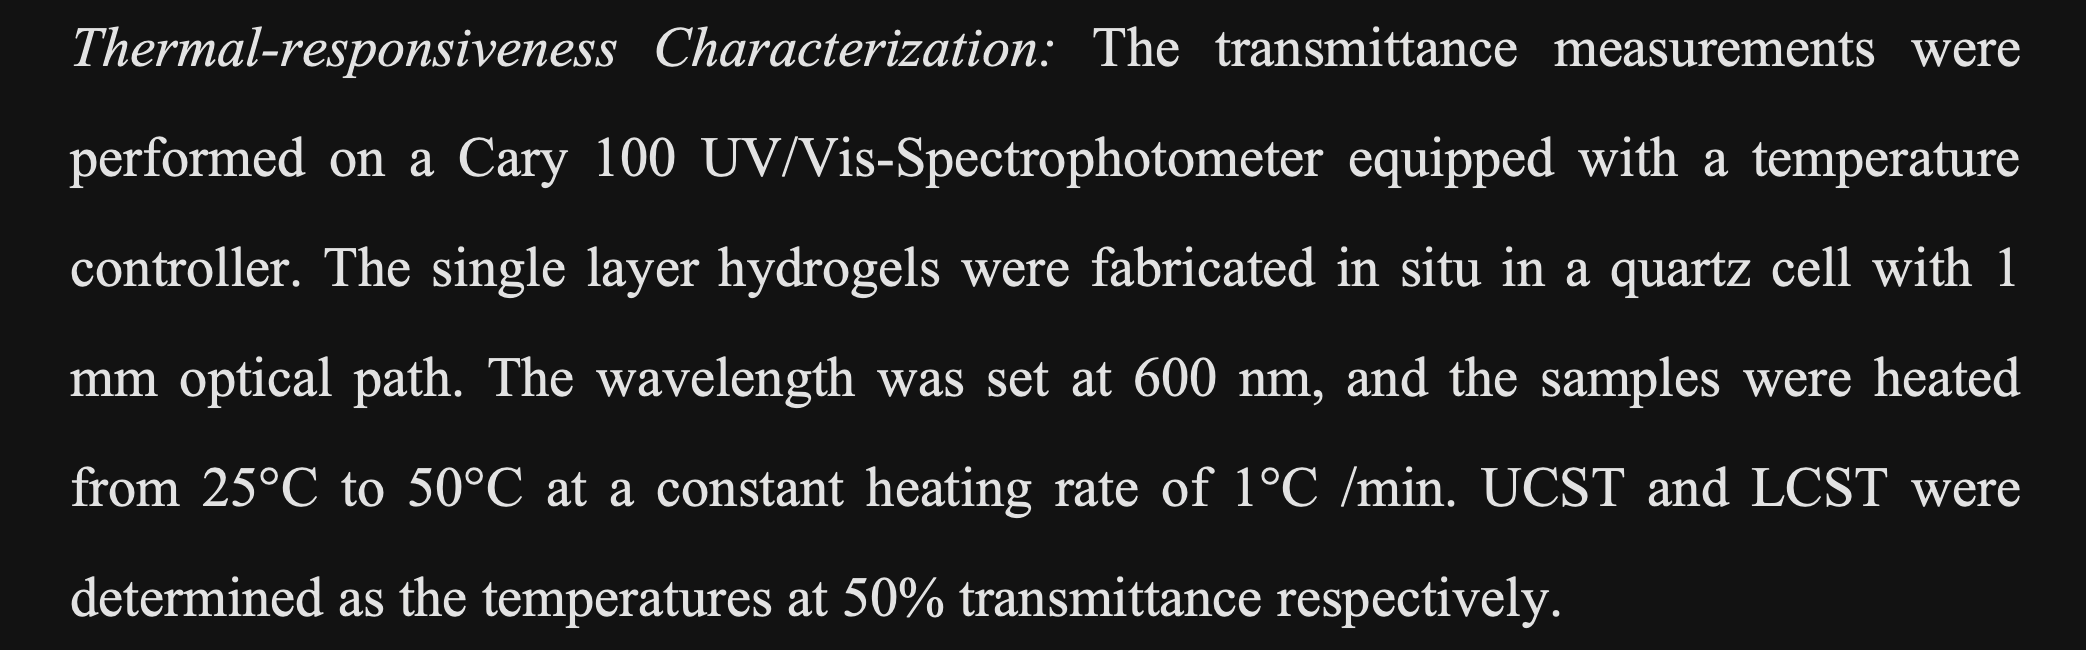 Thermal-responsiveness Characterization: The transmittance measurements were
performed on a Cary 100 UV/Vis-Spectrophotometer equipped with a temperature
controller. The single layer hydrogels were fabricated in situ in a quartz cell with 1
mm optical path. The wavelength was set at 600 nm, and the samples were heated
from 25°C to 50°C at a constant heating rate of 1°C /min. UCST and LCST were
determined as the temperatures at 50% transmittance respectively.